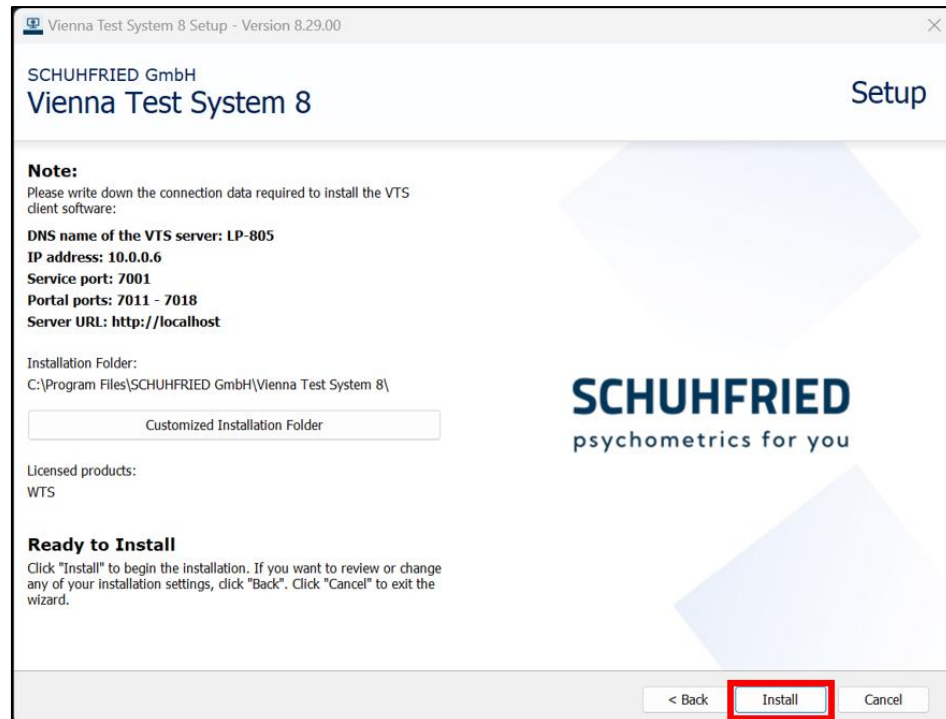 Vienna Test System 8 Setup - Version 8.29.00
SCHUHFRIED GmbH
Vienna Test System 8
Setup
Note:
Please write down the connection data required to install the VTS
client software:
DNS name of the VTS server: LP-805
IP address: 10.0.0.6
Service port: 7001
Portal ports: 7011 - 7018
Server URL: http://localhost
Installation Folder:
C:\Program Files\SCHUHFRIED GmbH\Vienna Test System 8\
Customized Installation Folder
Licensed products:
WTS
Ready to Install
Click "Install" to begin the installation. If you want to review or change
any of your installation settings, click "Back". Click "Cancel" to exit the
wizard.
SCHUHFRIED
psychometrics for you
< Back
Install
Cancel